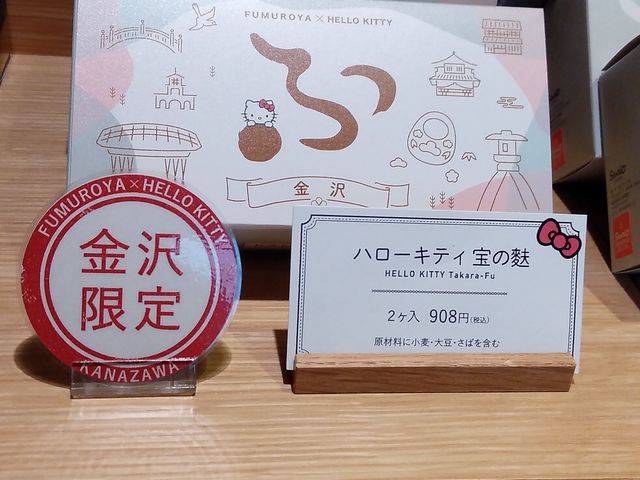 FUMUROYA × HELLO KITTY
ふ
金沢
FUMUROYA × HELLO KITTY
金沢
限定
KANAZAWA
ハローキティ 宝の麩
HELLO KITTY Takara-Fu
2ヶ入 908円(税込)
原材料に小麦・大豆・さばを含む